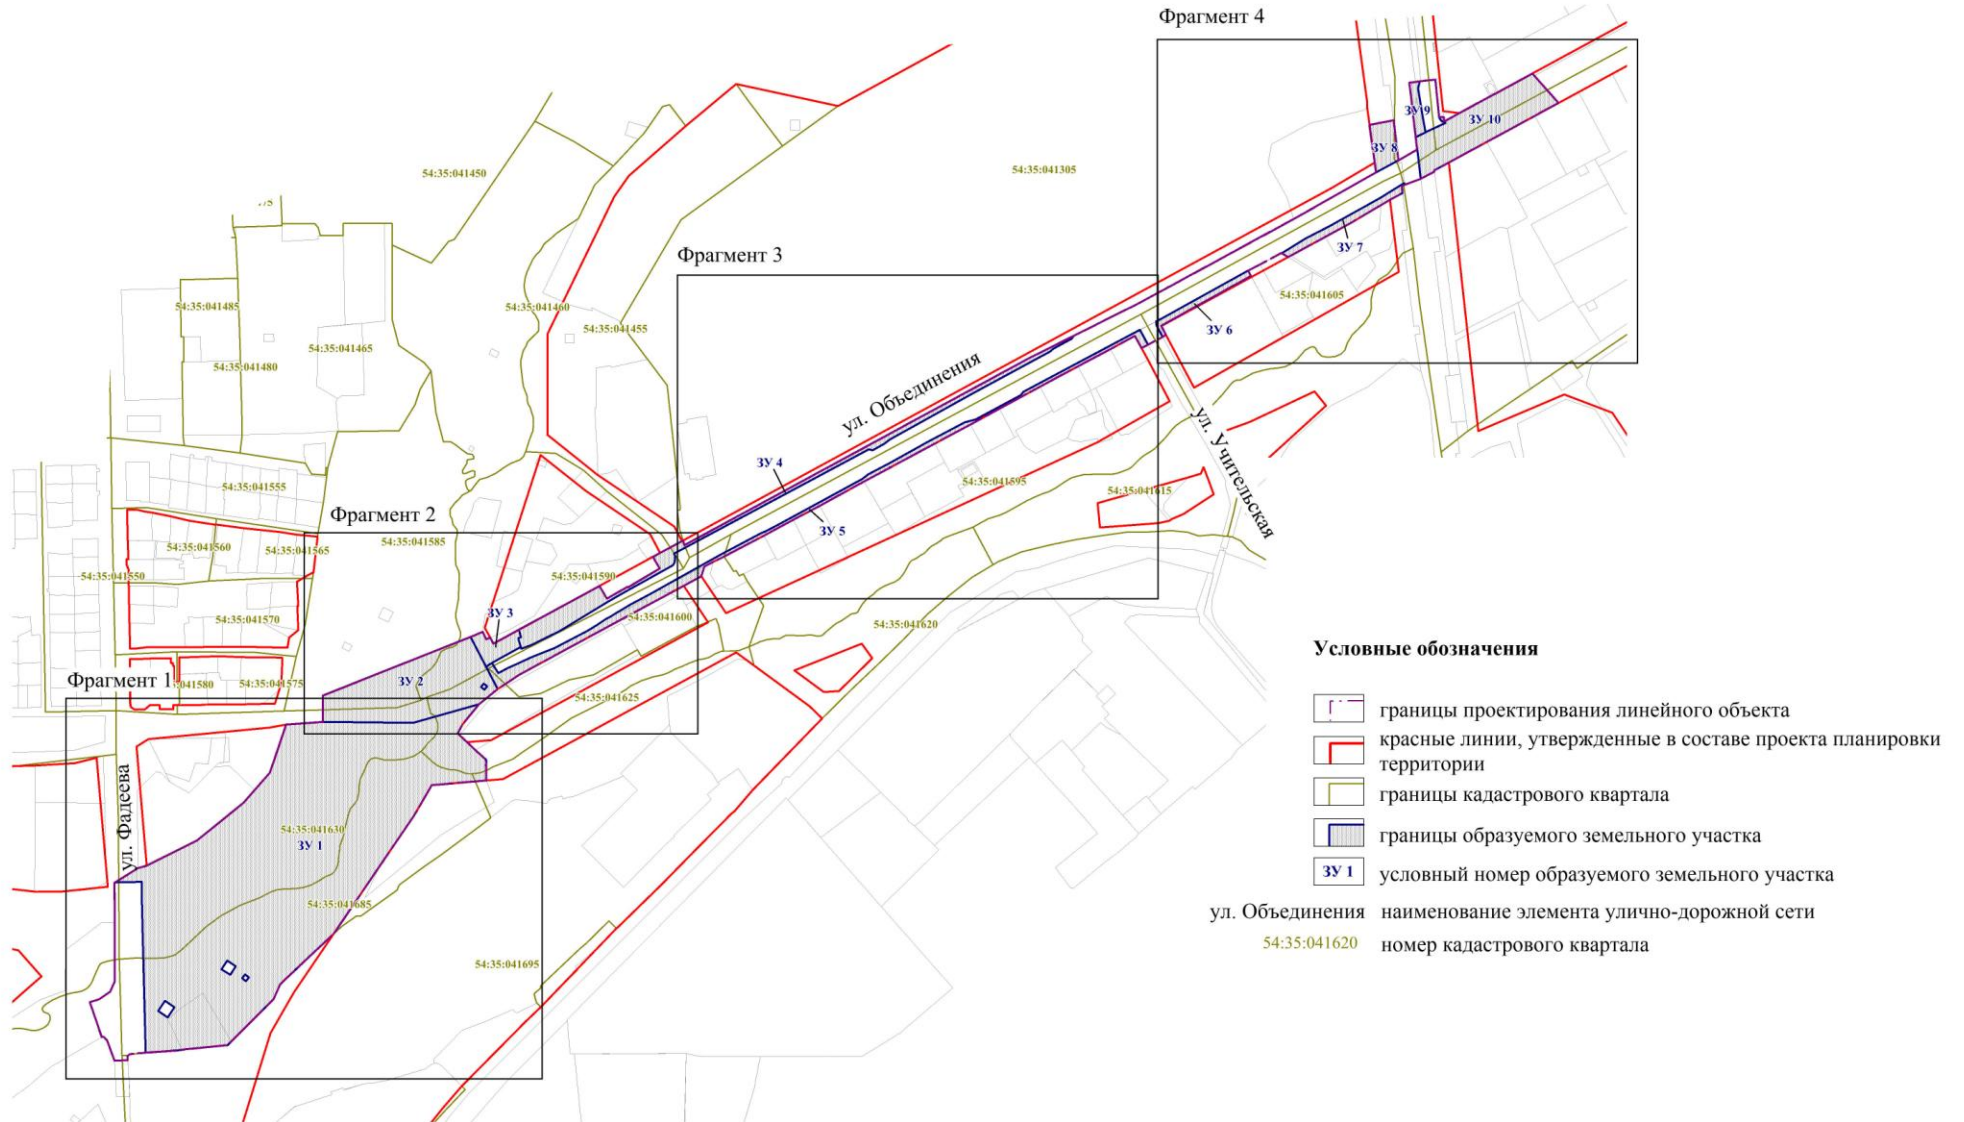 Фрагмент 4
54:35:041450
54:35:041305
ЗУ 9
ЗУ 10
ЗУ 8
Фрагмент 3
ЗУ 7
54:35:041605
54:35:041485
54:35:041460
54:35:041455
ЗУ 6
54:35:041465
54:35:041480
ул. Объединения
ул. Учительская
ЗУ 4
54:35:041595
54:35:041615
54:35:041555
Фрагмент 2
ЗУ 5
54:35:041585
54:35:041560
54:35:041565
54:35:041550
54:35:041590
54:35:041570
ЗУ 3
54:35:041600
54:35:041620
Фрагмент 1
:041580
54:35:041575
ЗУ 2
54:35:041625
ул. Фадеева
54:35:041630
ЗУ 1
54:35:041685
54:35:041695
Условные обозначения
границы проектирования линейного объекта
красные линии, утвержденные в составе проекта планировки
территории
границы кадастрового квартала
границы образуемого земельного участка
ЗУ 1 условный номер образуемого земельного участка
ул. Объединения наименование элемента улично-дорожной сети
54:35:041620 номер кадастрового квартала